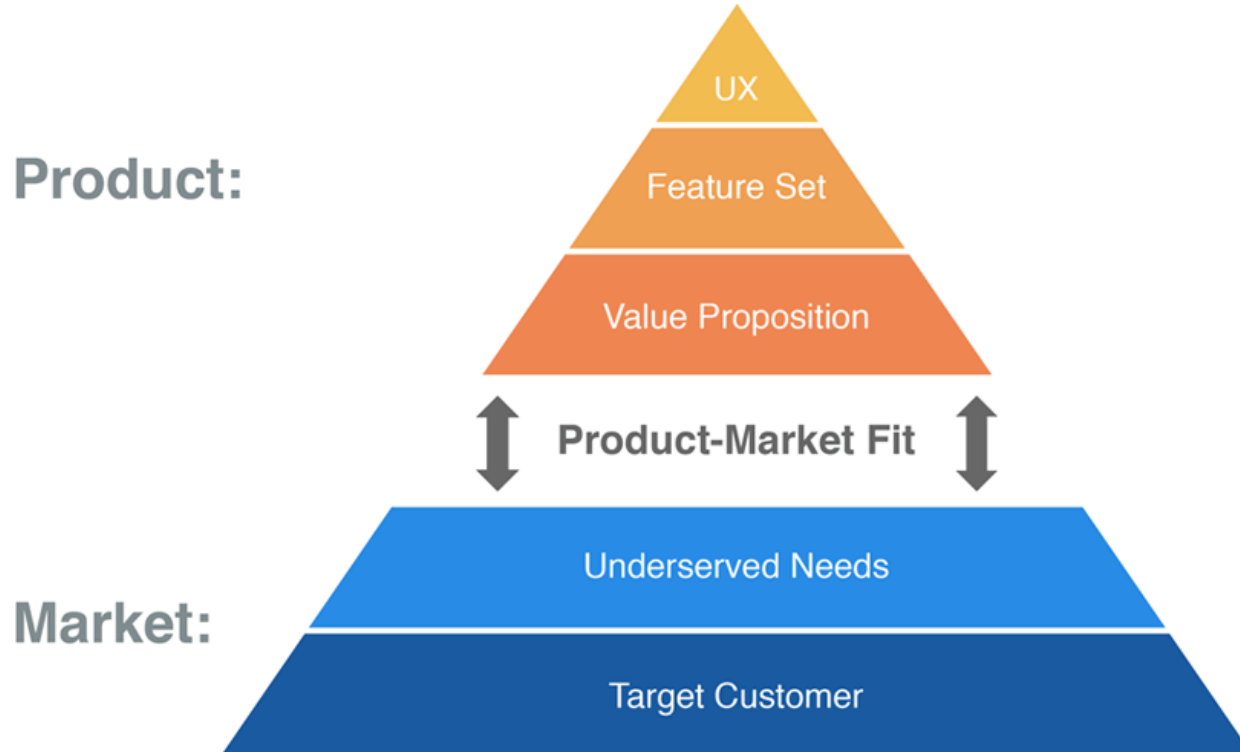 UX
Product:
Feature Set
Value Proposition
Product-Market Fit
Underserved Needs
Market:
Target Customer